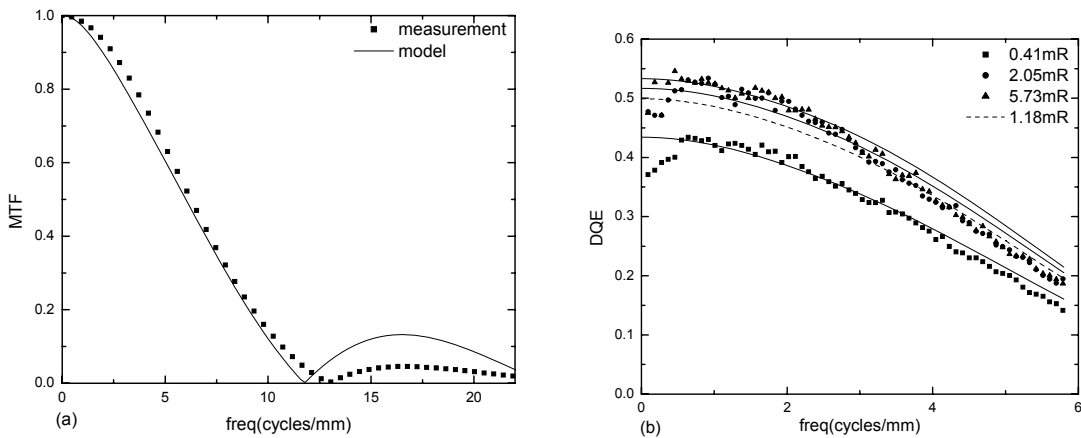 1.0
0.8
0.6
0.4
0.2
0.0
MTF
0 5 10 15 20
freq(cycles/mm)
(a)
measurement
model
0.6
0.5
0.4
0.3
0.2
0.1
0.0
DQE
0 2 4 6
freq(cycles/mm)
(b)
0.41mR
2.05mR
5.73mR
1.18mR